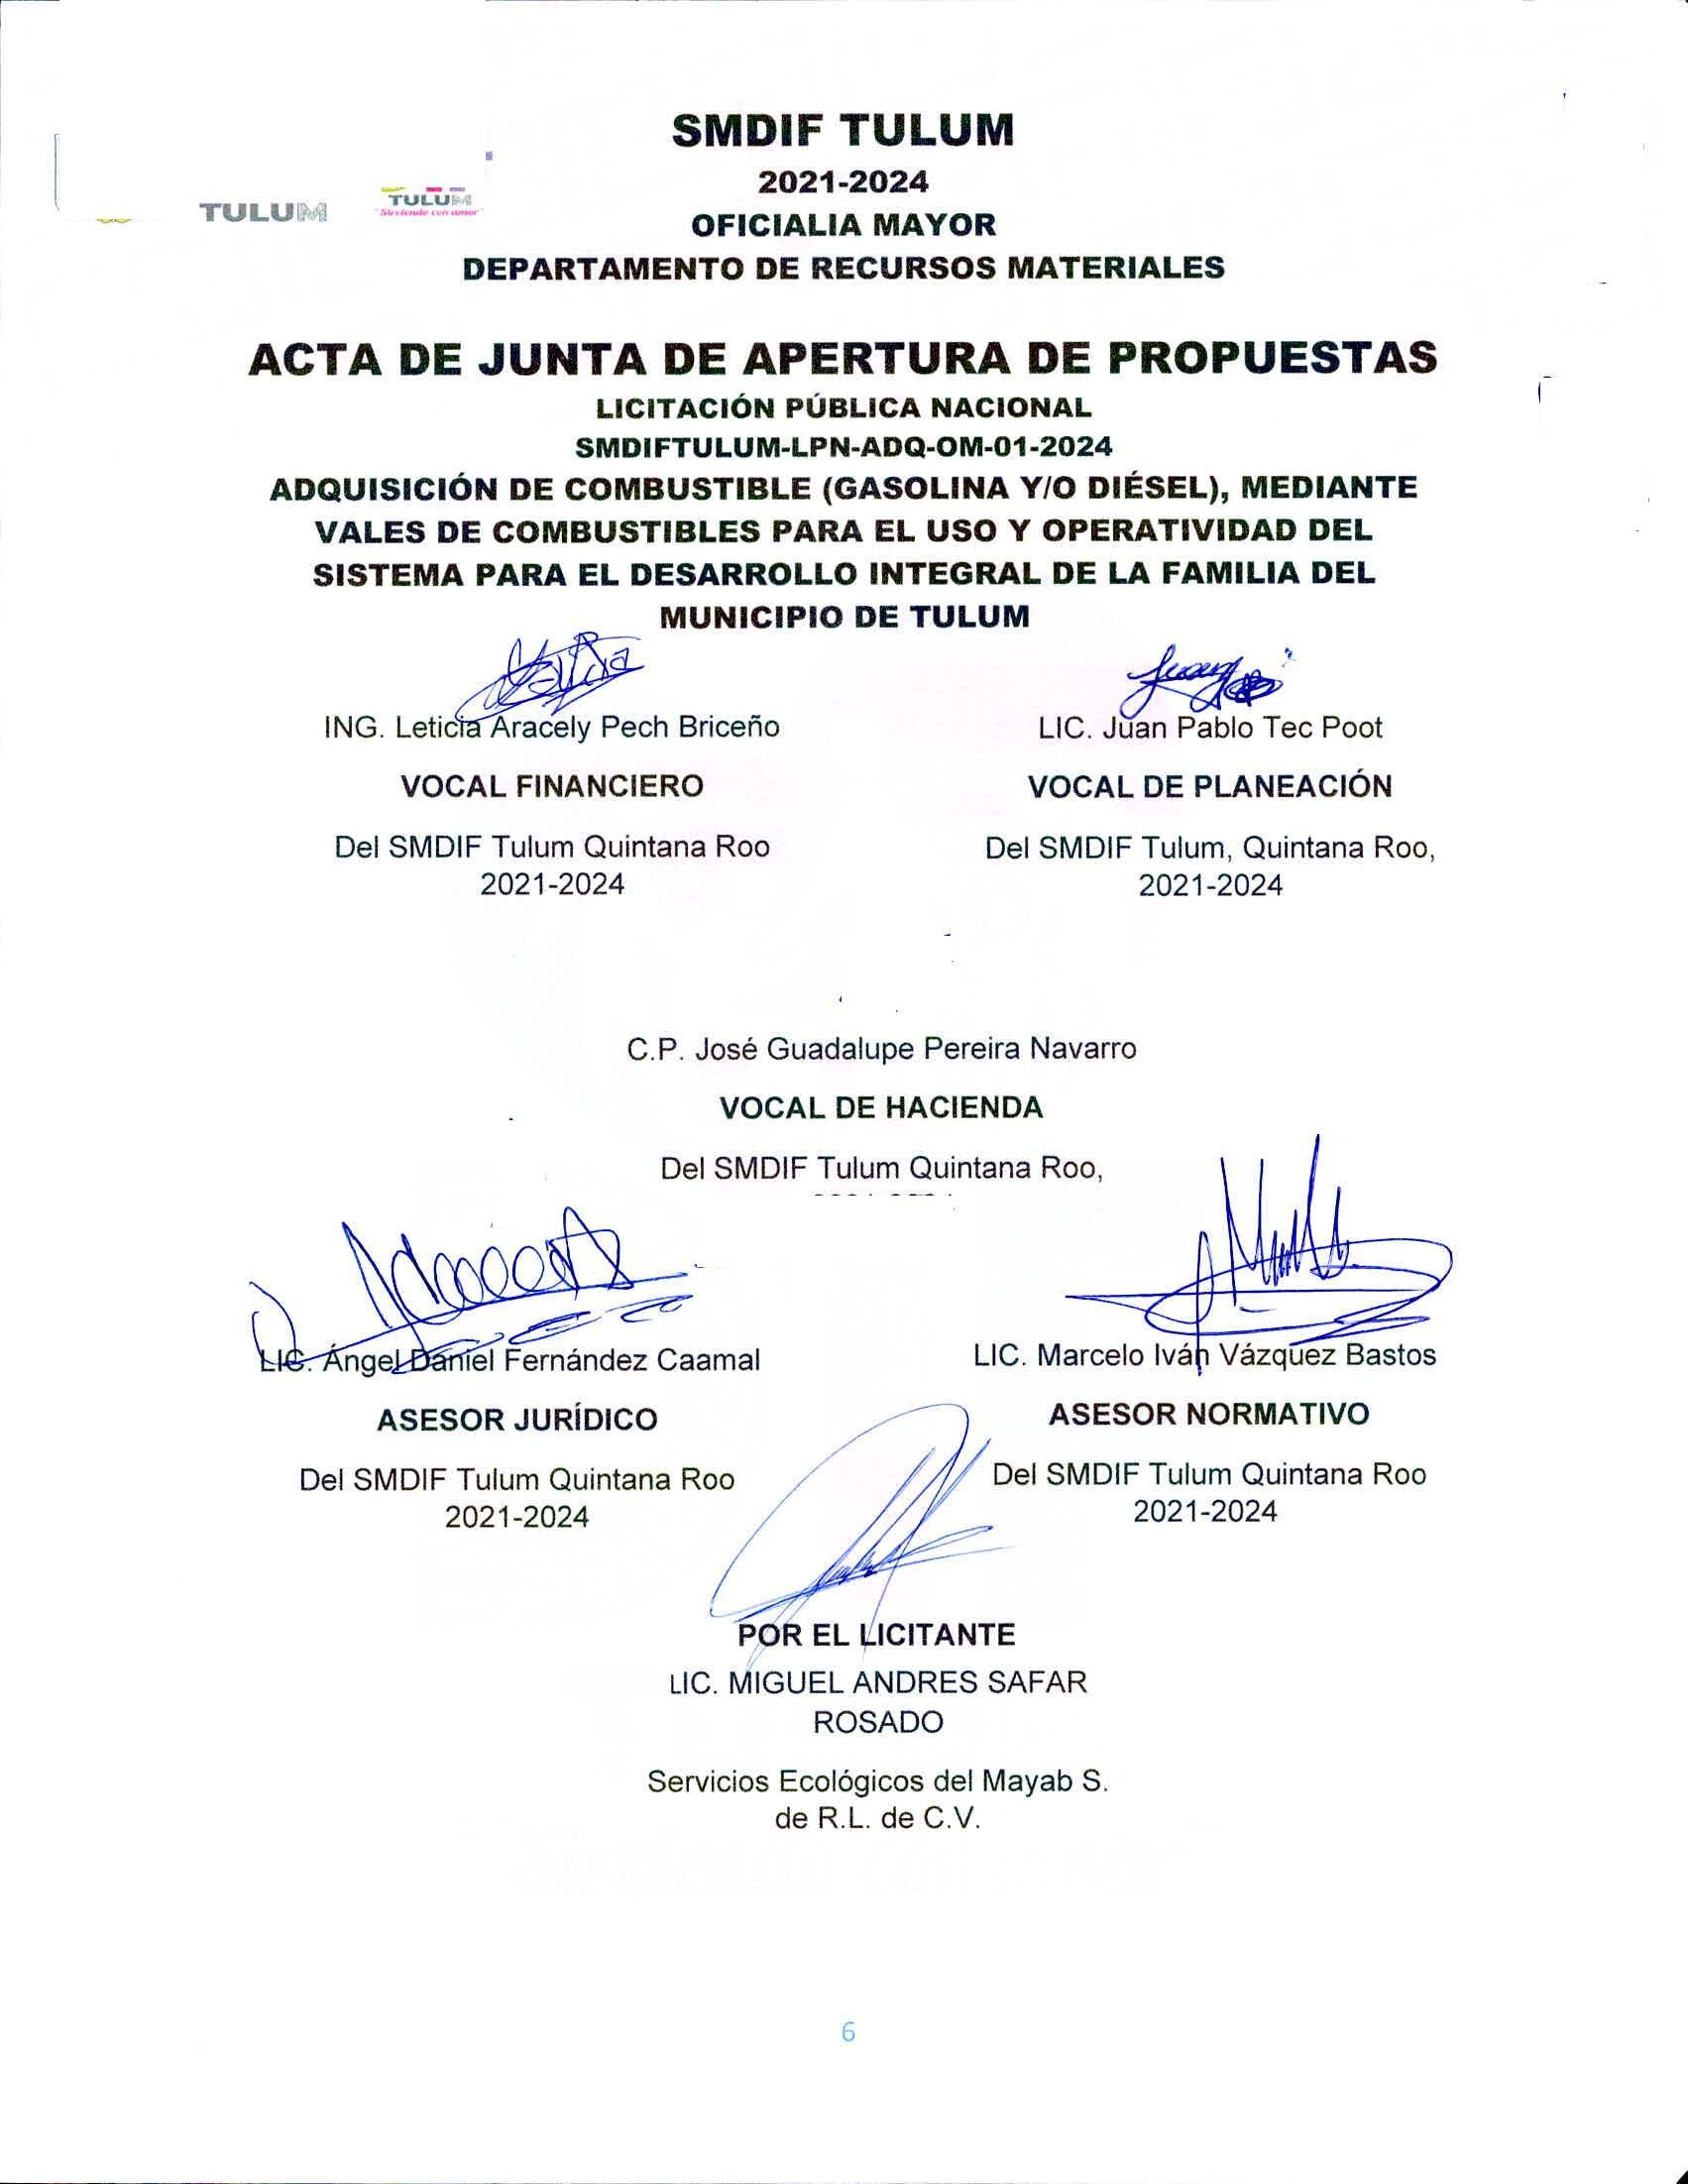 SMDIF TULUM
2021-2024
OFICIALIA MAYOR
DEPARTAMENTO DE RECURSOS MATERIALES
TULUM
TULUM
"Sirviendo con amor"
ACTA DE JUNTA DE APERTURA DE PROPUESTAS
LICITACIÓN PÚBLICA NACIONAL
SMDIFTULUM-LPN-ADQ-OM-01-2024
ADQUISICIÓN DE COMBUSTIBLE (GASOLINA Y/O DIÉSEL), MEDIANTE
VALES DE COMBUSTIBLES PARA EL USO Y OPERATIVIDAD DEL
SISTEMA PARA EL DESARROLLO INTEGRAL DE LA FAMILIA DEL
MUNICIPIO DE TULUM
ING. Leticia Aracely Pech Briceño
VOCAL FINANCIERO
Del SMDIF Tulum Quintana Roo
2021-2024
LIC. Juan Pablo Tec Poot
VOCAL DE PLANEACIÓN
Del SMDIF Tulum, Quintana Roo,
2021-2024
C.P. José Guadalupe Pereira Navarro
VOCAL DE HACIENDA
Del SMDIF Tulum Quintana Roo,
LIC. Ángel Daniel Fernández Caamal
ASESOR JURÍDICO
Del SMDIF Tulum Quintana Roo
2021-2024
LIC. Marcelo Iván Vázquez Bastos
ASESOR NORMATIVO
Del SMDIF Tulum Quintana Roo
2021-2024
POR EL LICITANTE
LIC. MIGUEL ANDRES SAFAR
ROSADO
Servicios Ecológicos del Mayab S.
de R.L. de C.V.
6